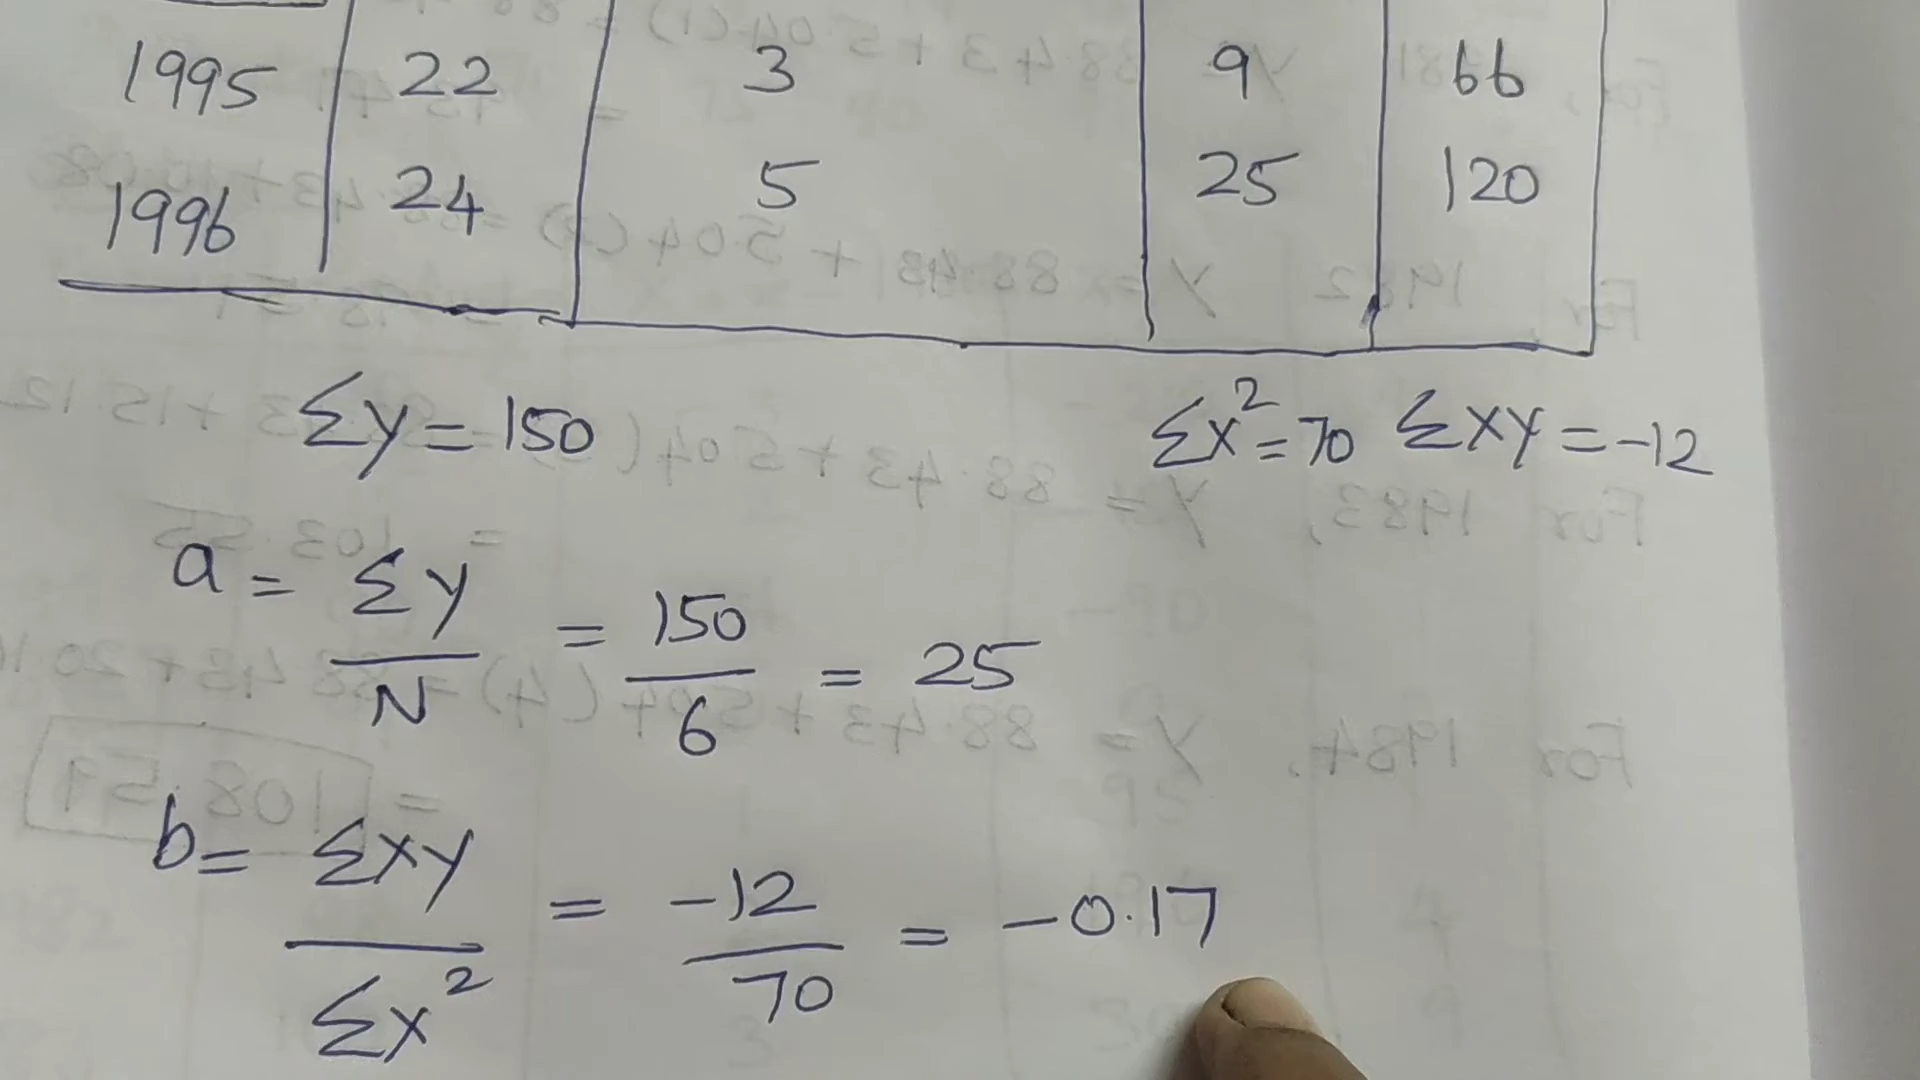 1995 22 3 9 66
1996 24 5 25 120
Σy = 150 Σx² = 70 Σxy = -12
a = Σy / N = 150 / 6 = 25
b = Σxy / Σx² = -12 / 70 = -0.17